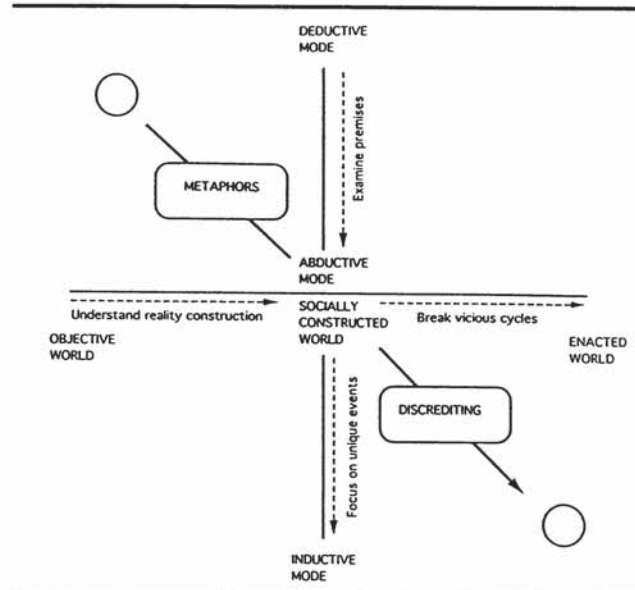 DEDUCTIVE
MODE
Examine premises
METAPHORS
ABDUCTIVE
MODE
Understand reality construction
SOCIALLY
CONSTRUCTED
WORLD
Break vicious cycles
OBJECTIVE
WORLD
ENACTED
WORLD
Focus on unique events
DISCREDITING
INDUCTIVE
MODE